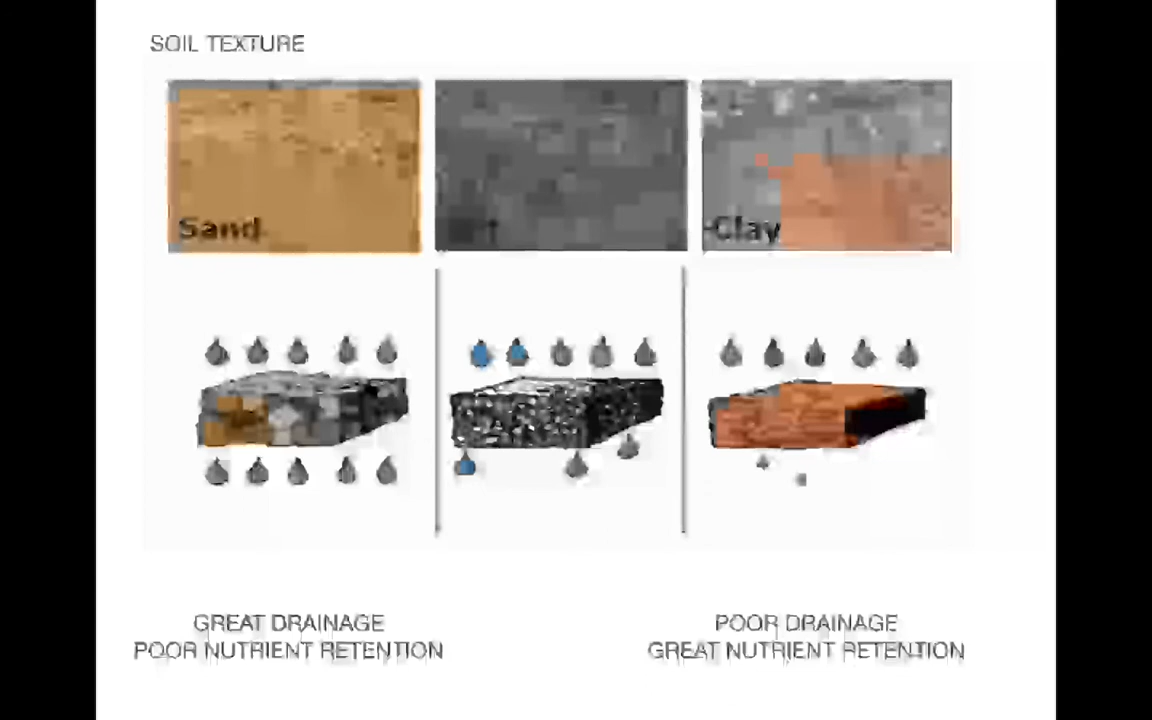 SOIL TEXTURE
Sand
Clay
GREAT DRAINAGE
POOR NUTRIENT RETENTION
POOR DRAINAGE
GREAT NUTRIENT RETENTION